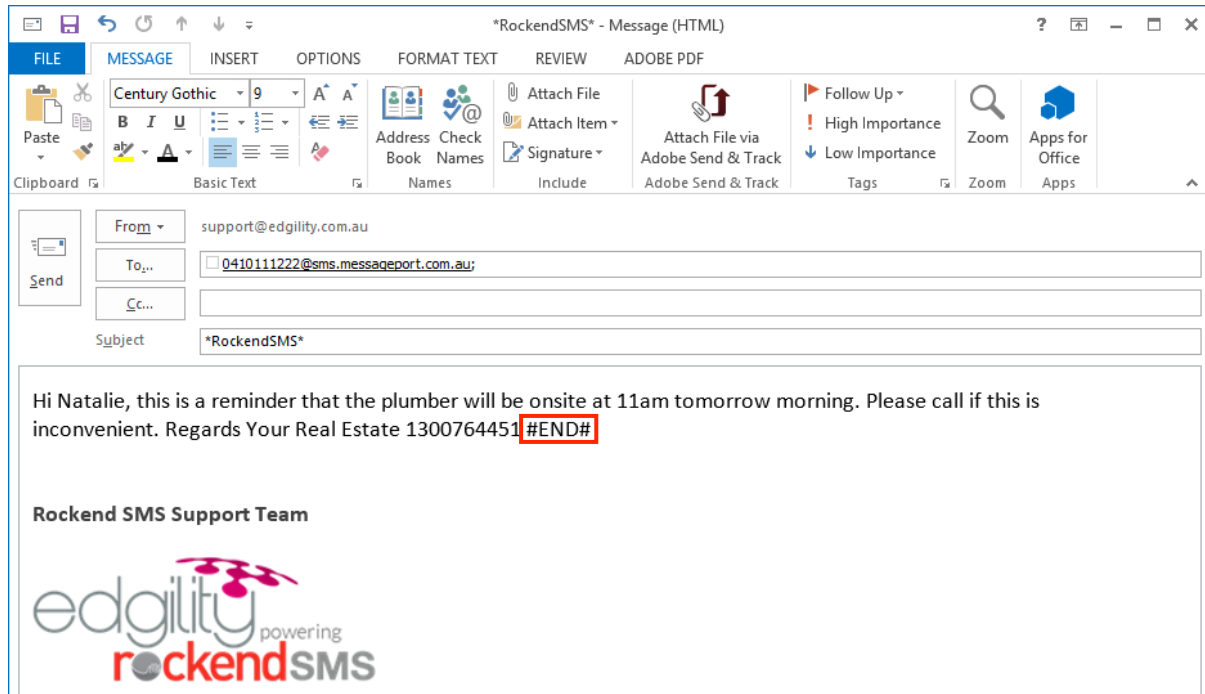 *RockendSMS* - Message (HTML)
?
FILE MESSAGE INSERT OPTIONS FORMAT TEXT REVIEW ADOBE PDF
Paste
Clipboard
Century Gothic 9
A A
B I U
ab A
Basic Text
Address Book
Check Names
Names
Attach File
Attach Item
Signature
Include
Attach File via
Adobe Send & Track
Adobe Send & Track
Follow Up
! High Importance
Low Importance
Tags
Zoom
Zoom
Apps for
Office
Apps
Send
From support@edgility.com.au
To... 0410111222@sms.messageport.com.au;
Cc...
Subject *RockendSMS*
Hi Natalie, this is a reminder that the plumber will be onsite at 11am tomorrow morning. Please call if this is
inconvenient. Regards Your Real Estate 1300764451 #END#
Rockend SMS Support Team
edgility
powering
rockendSMS